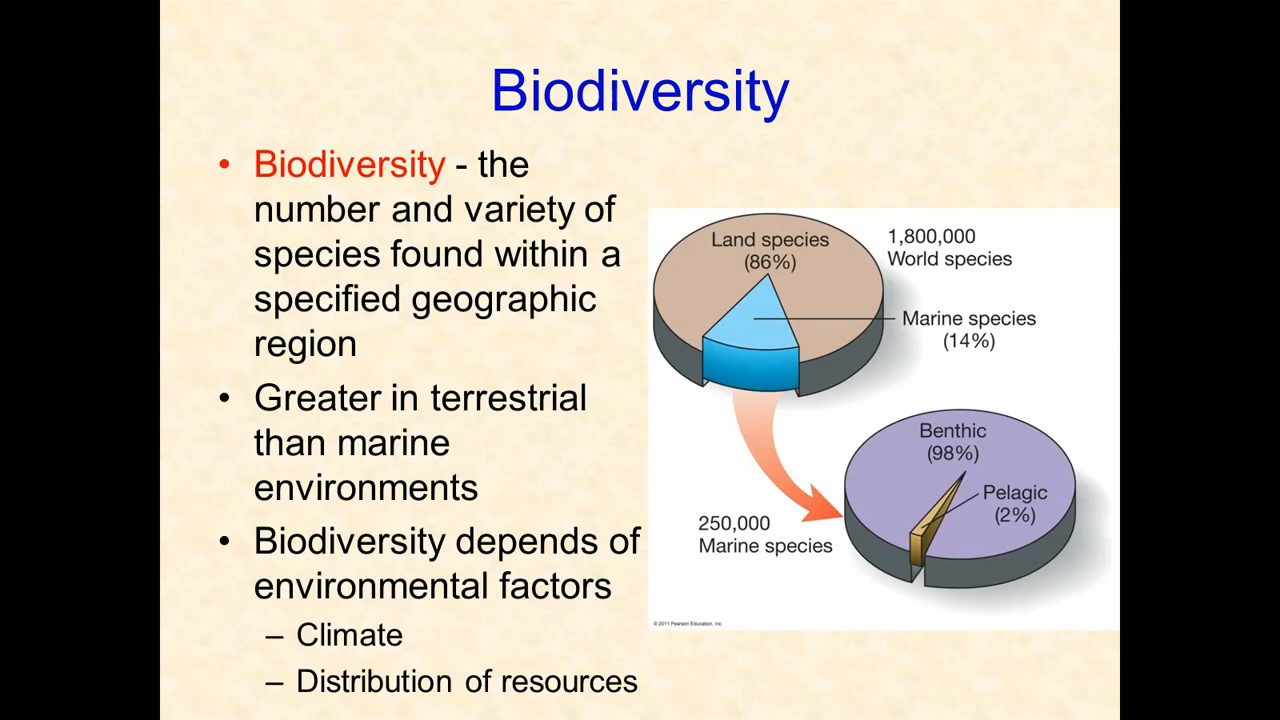 Biodiversity
• Biodiversity - the
number and variety of
species found within a
specified geographic
region
• Greater in terrestrial
than marine
environments
• Biodiversity depends of
environmental factors
– Climate
– Distribution of resources
Land species
(86%)
1,800,000
World species
Marine species
(14%)
Benthic
(98%)
Pelagic
(2%)
250,000
Marine species
© 2011 Pearson Education, Inc.